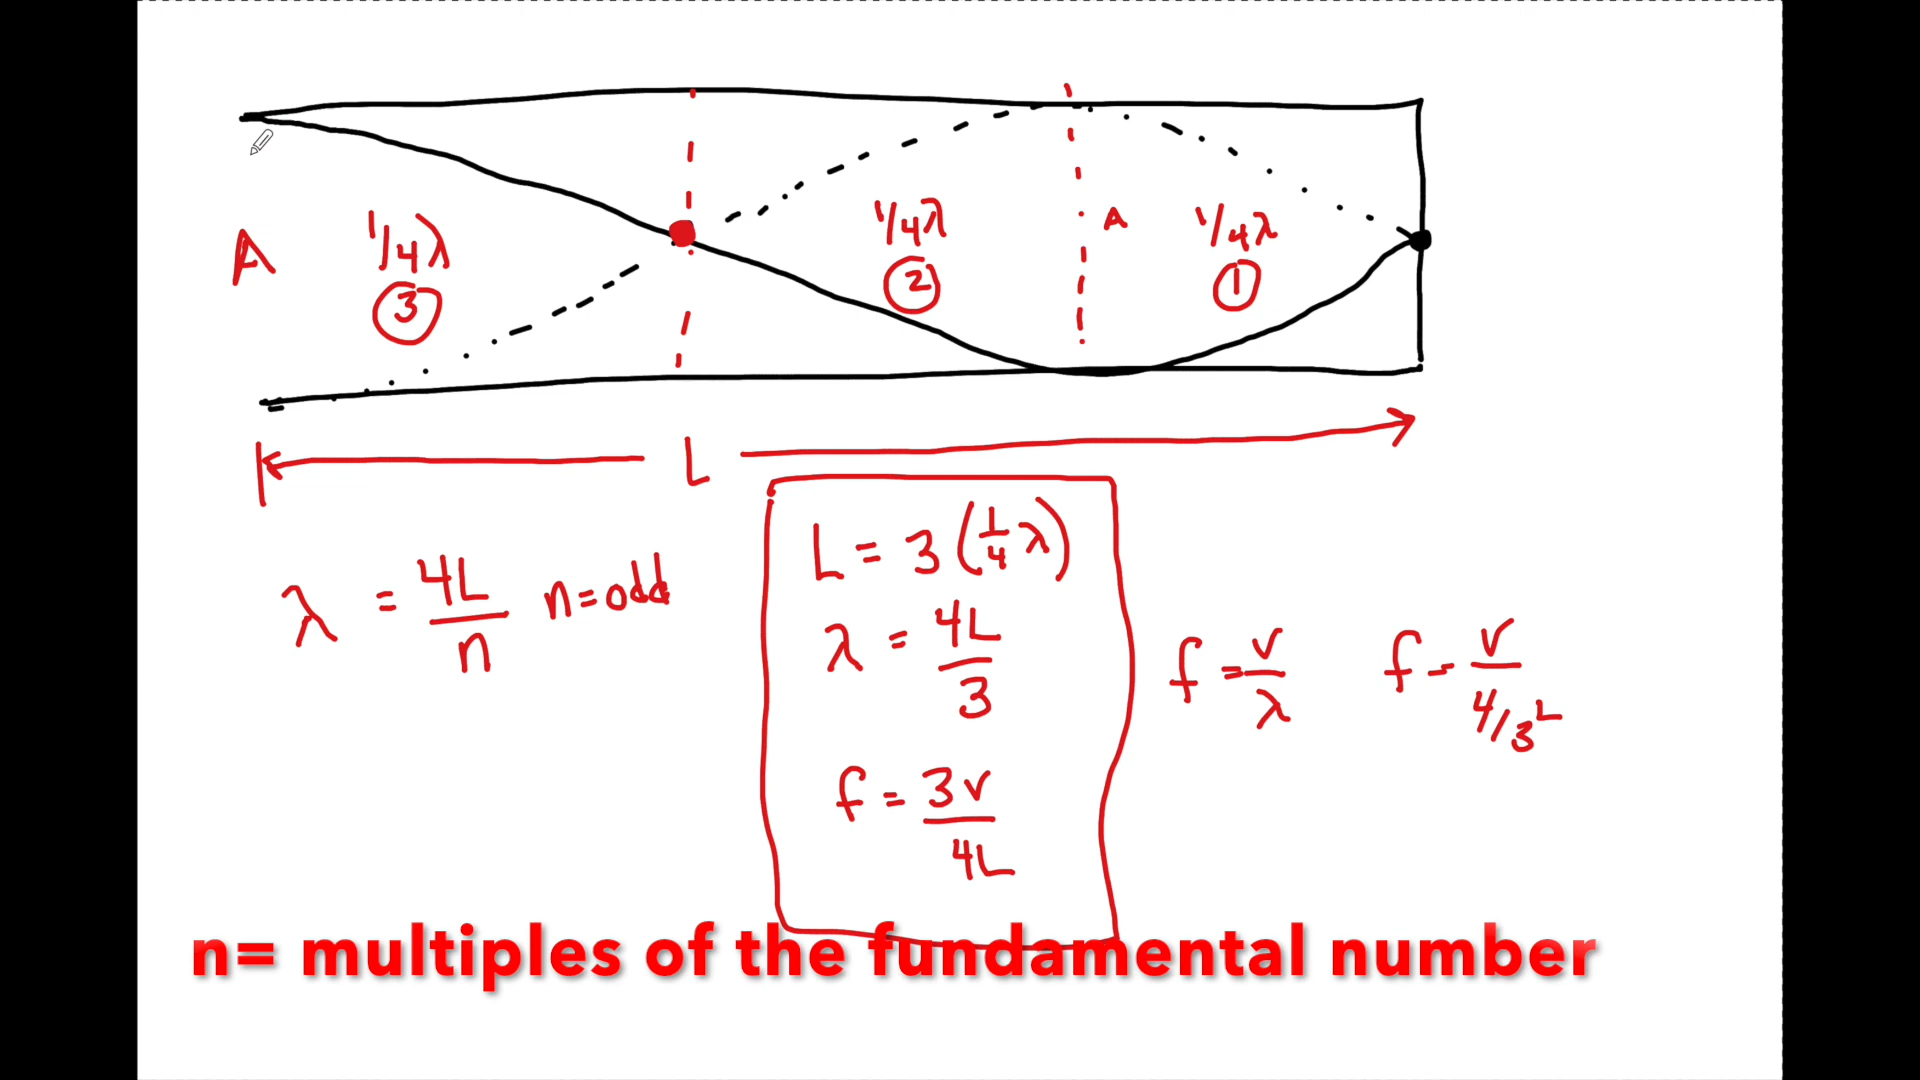 A 1/4λ 1/4λ A 1/4λ
3 2 1
L
L = 3 (1/4 λ)
λ = 4L/n n=odd
λ = 4L/3
f = v/λ f = v/4/3L
f = 3v/4L
n= multiples of the fundamental number